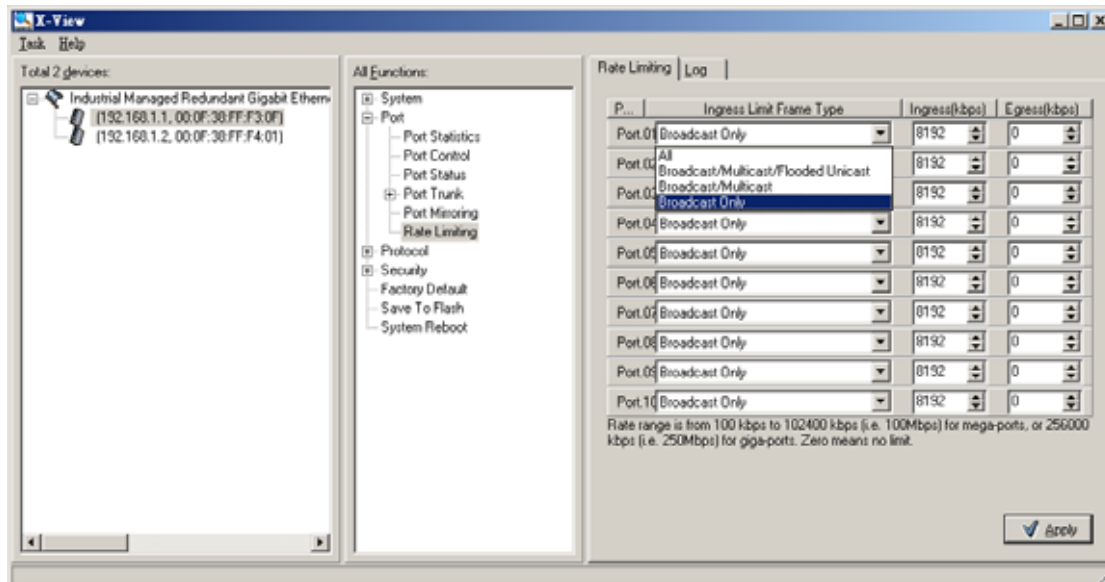 X-View
Task Help
Total 2 devices:
Industrial Managed Redundant Gigabit Ethern
(192.168.1.1, 00:0F:38:FF:F3:0F)
(192.168.1.2, 00:0F:38:FF:F4:01)
All Functions:
System
Port
Port Statistics
Port Control
Port Status
Port Trunk
Port Mirroring
Rate Limiting
Protocol
Security
Factory Default
Save To Flash
System Reboot
Rate Limiting Log
P... Ingress Limit Frame Type Ingress(kbps) Egress(kbps)
Port.01 Broadcast Only 8192 0
All
Broadcast/Multicast/Flooded Unicast
Broadcast/Multicast
Broadcast Only
Port.02 8192 0
Port.03 8192 0
Port.04 Broadcast Only 8192 0
Port.05 Broadcast Only 8192 0
Port.06 Broadcast Only 8192 0
Port.07 Broadcast Only 8192 0
Port.08 Broadcast Only 8192 0
Port.09 Broadcast Only 8192 0
Port.10 Broadcast Only 8192 0
Rate range is from 100 kbps to 102400 kbps (i.e. 100Mbps) for mega-ports, or 256000
kbps (i.e. 250Mbps) for giga-ports. Zero means no limit.
Apply